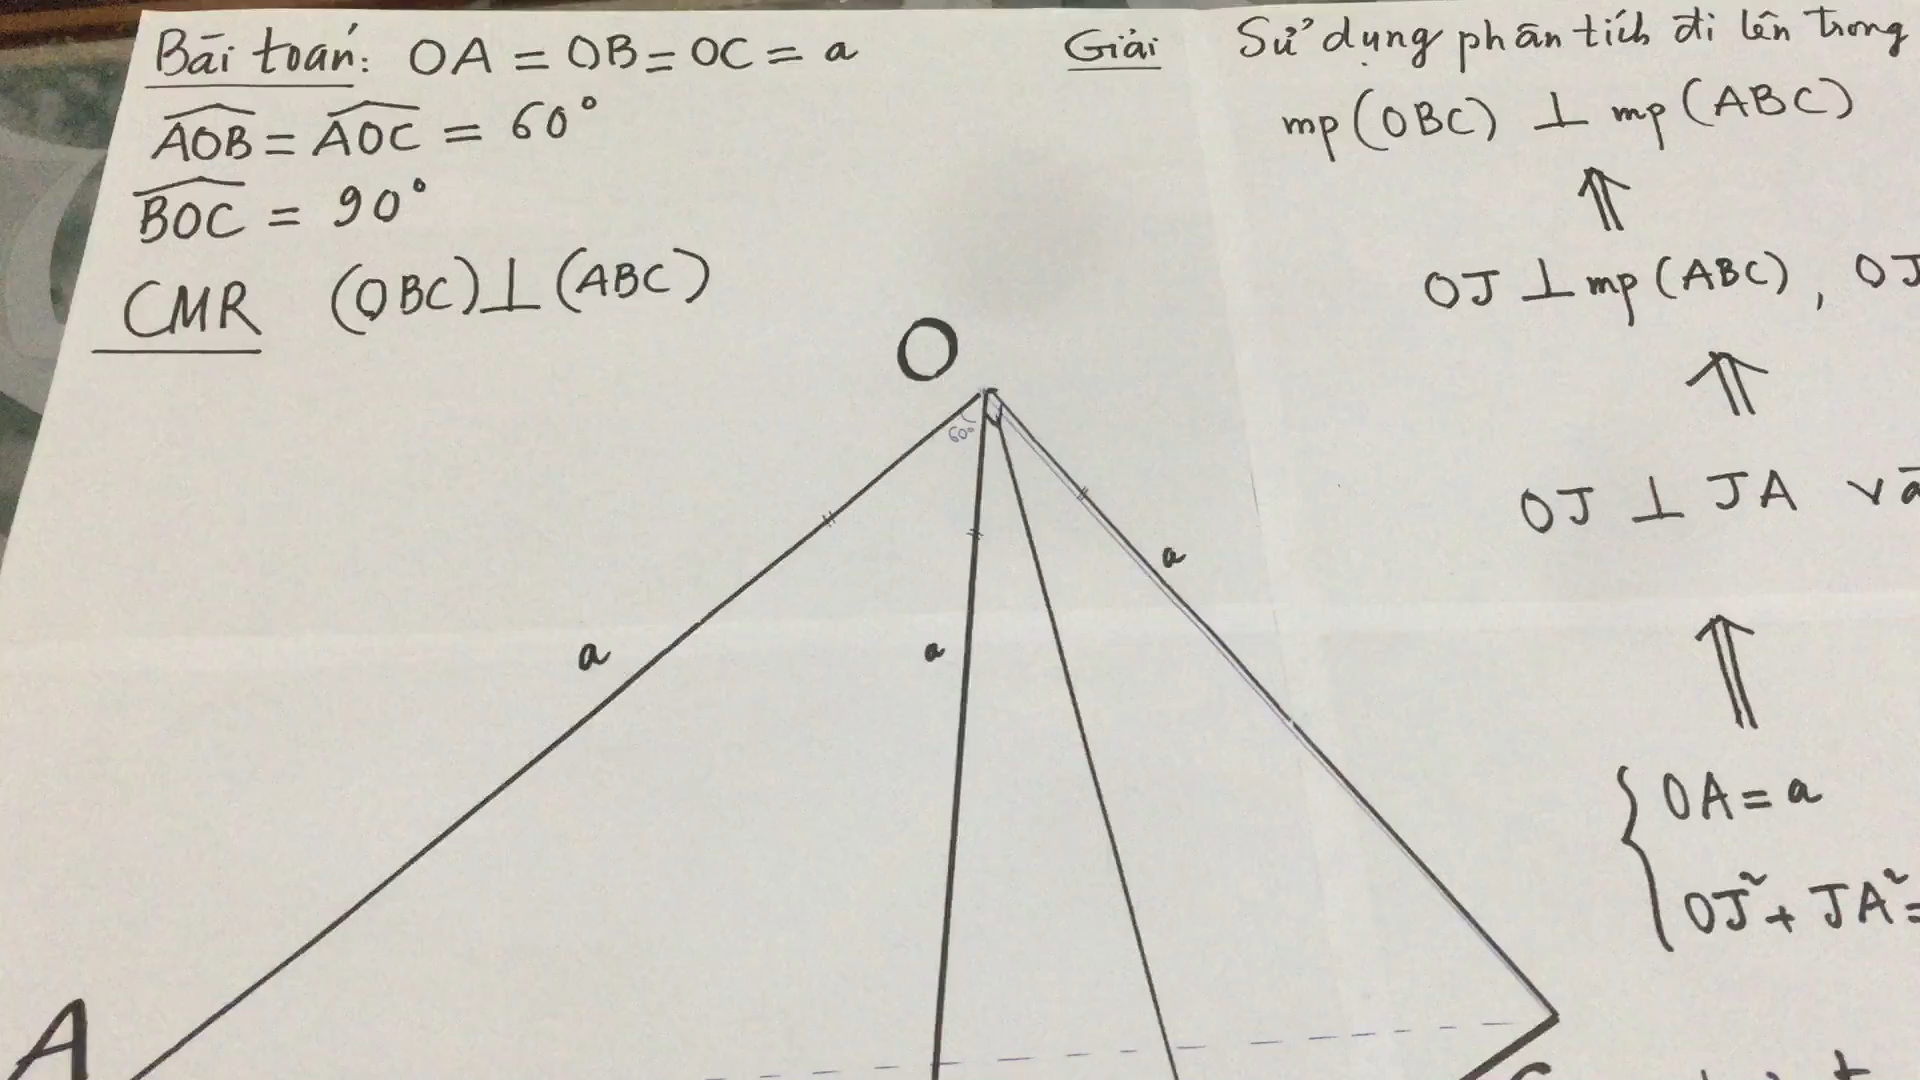 Bài toán: OA = OB = OC = a
AOB = AOC = 60°
BOC = 90°
CMR (OBC) ⊥ (ABC)
Giải Sử dụng phân tích đi lên trong
mp(OBC) ⊥ mp(ABC)
⇑
OJ ⊥ mp(ABC), OJ
⇑
OJ ⊥ JA và
⇑
{ OA = a
OJ² + JA² =
O
60°
a
a
a
A